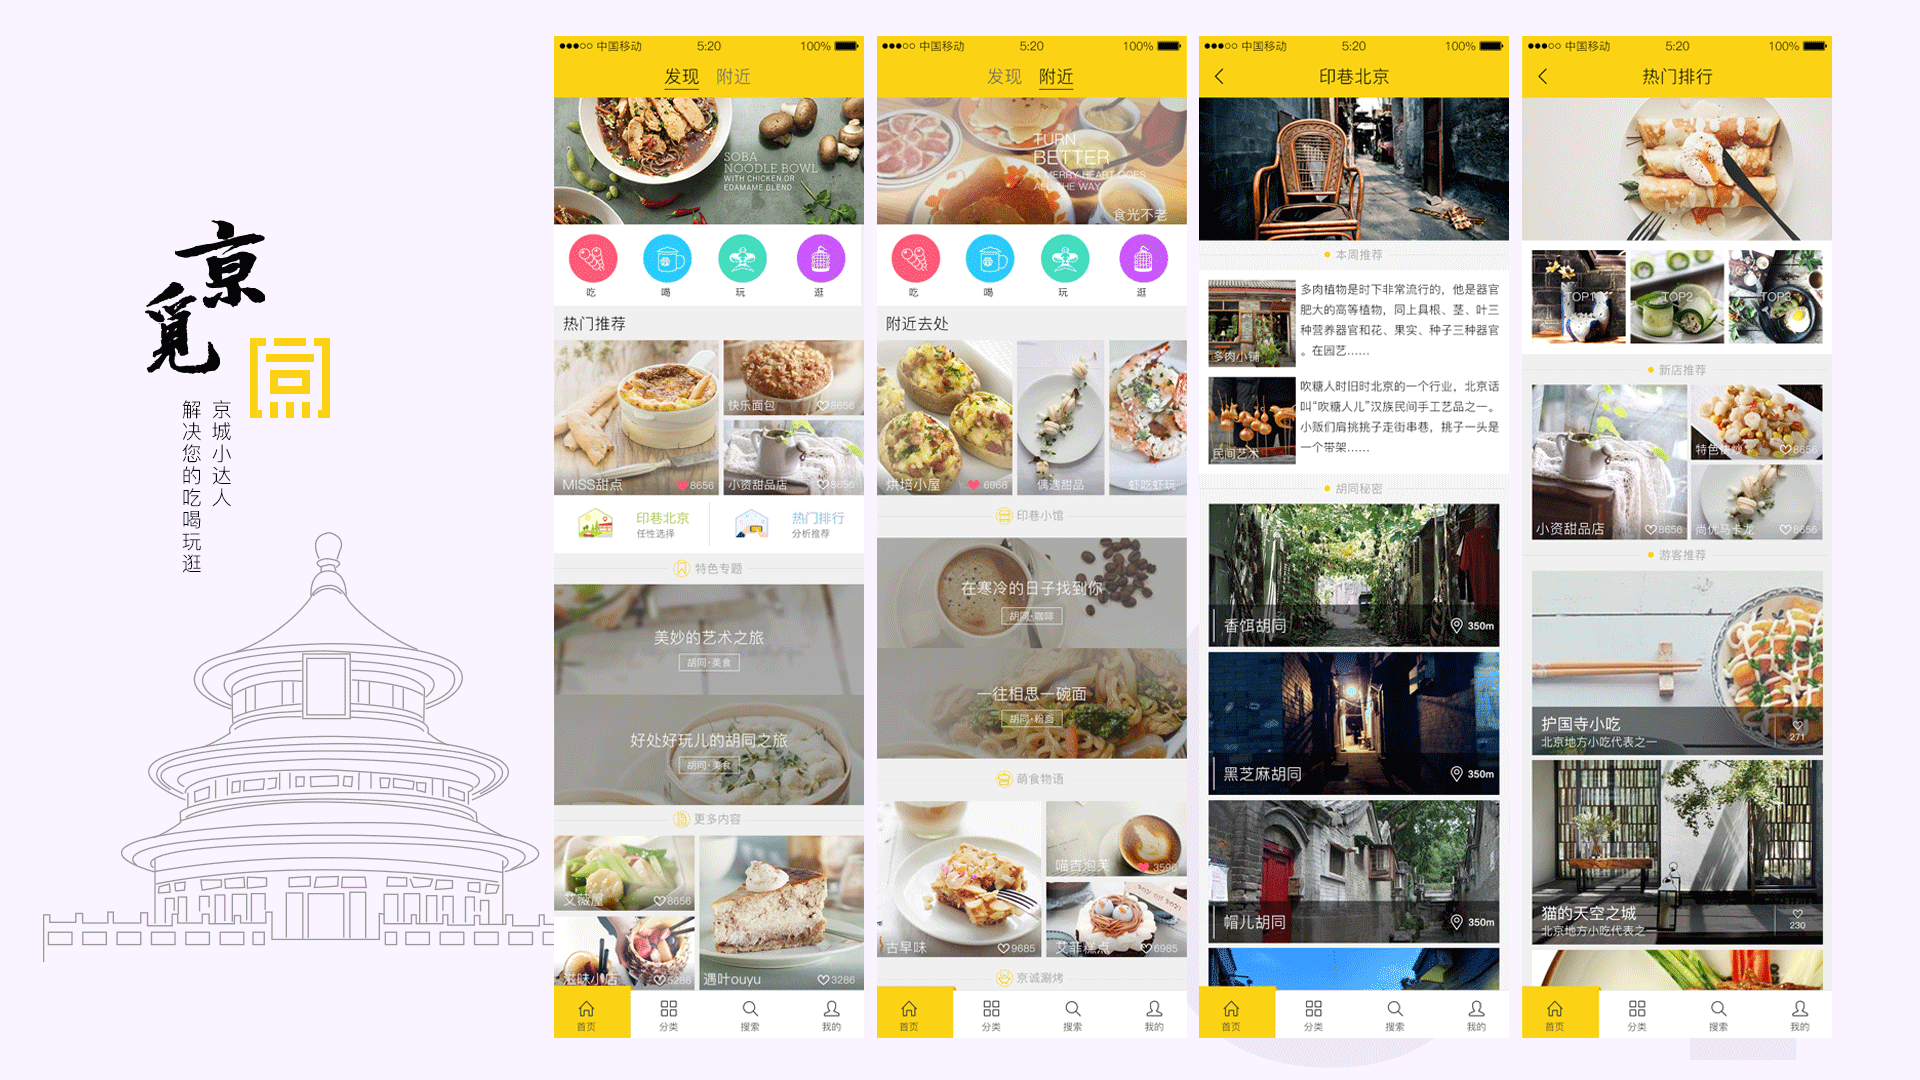 京
觅
京城小达人
解决您的吃喝玩逛
中国移动 5:20 100%
发现 附近
SOBA
NOODLE BOWL
WITH CHICKEN OR
EDAMAME BLEND
吃 喝 玩 逛
热门推荐
MISS甜点 8656
快乐面包 8656
小资甜品店 8656
印巷北京
任性选择
热门排行
分析推荐
特色专题
美妙的艺术之旅
胡同·美食
好处好玩儿的胡同之旅
胡同·美食
更多内容
艾薇屋 8656
滋味小店 5286
遇叶ouyu 3286
首页 分类 搜索 我的
中国移动 5:20 100%
发现 附近
TURN
BETTER
A MERRY HEART GOES
ALL THE WAY
食光不老
吃 喝 玩 逛
附近去处
烘培小屋 6968
偶遇甜品
虾吃虾玩
印巷小馆
在寒冷的日子找到你
胡同·咖啡
一往相思一碗面
胡同·粉面
萌食物语
古早味 9685
喵吉泡芙 3596
艾菲糕点 6985
京诚涮烤
首页 分类 搜索 我的
中国移动 5:20 100%
印巷北京
本周推荐
多肉小铺
多肉植物是时下非常流行的，他是器官
肥大的高等植物，同上具根、茎、叶三
种营养器官和花、果实、种子三种器官
。在园艺……
民间艺术
吹糖人时旧时北京的一个行业，北京话
叫“吹糖人儿”汉族民间手工艺品之一。
小贩们肩挑挑子走街串巷，挑子一头是
一个带架……
胡同秘密
香饵胡同 350m
黑芝麻胡同 350m
帽儿胡同 350m
首页 分类 搜索 我的
中国移动 5:20 100%
热门排行
TOP1 TOP2 TOP3
新店推荐
小资甜品店 8656
8656
尚优马卡龙 8656
游客推荐
护国寺小吃
北京地方小吃代表之一
271
猫的天空之城
北京地方小吃代表之一
230
首页 分类 搜索 我的